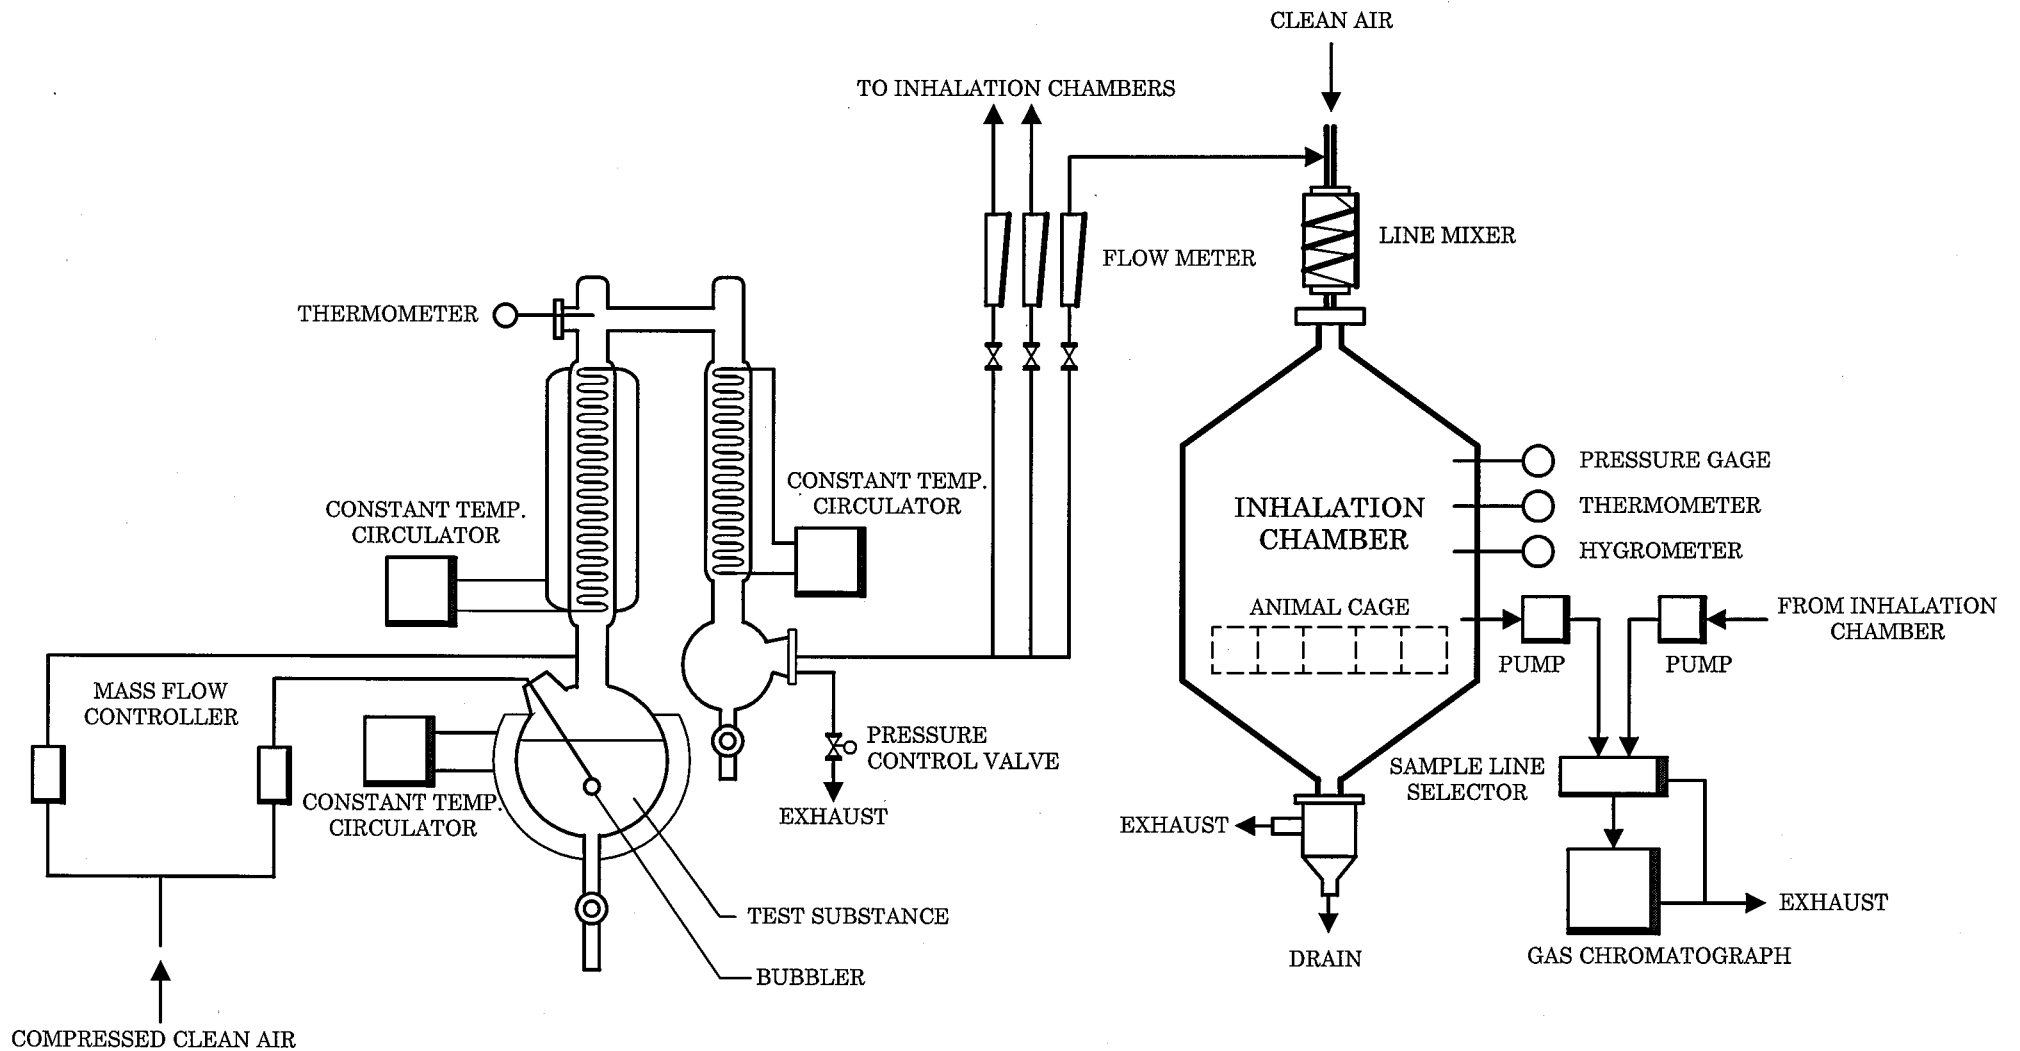 CLEAN AIR
TO INHALATION CHAMBERS
LINE MIXER
FLOW METER
THERMOMETER
CONSTANT TEMP.
CIRCULATOR
CONSTANT TEMP.
CIRCULATOR
INHALATION
CHAMBER
PRESSURE GAGE
THERMOMETER
HYGROMETER
ANIMAL CAGE
PUMP
PUMP
FROM INHALATION
CHAMBER
MASS FLOW
CONTROLLER
CONSTANT TEMP.
CIRCULATOR
PRESSURE
CONTROL VALVE
EXHAUST
SAMPLE LINE
SELECTOR
EXHAUST
EXHAUST
TEST SUBSTANCE
BUBBLER
DRAIN
GAS CHROMATOGRAPH
COMPRESSED CLEAN AIR